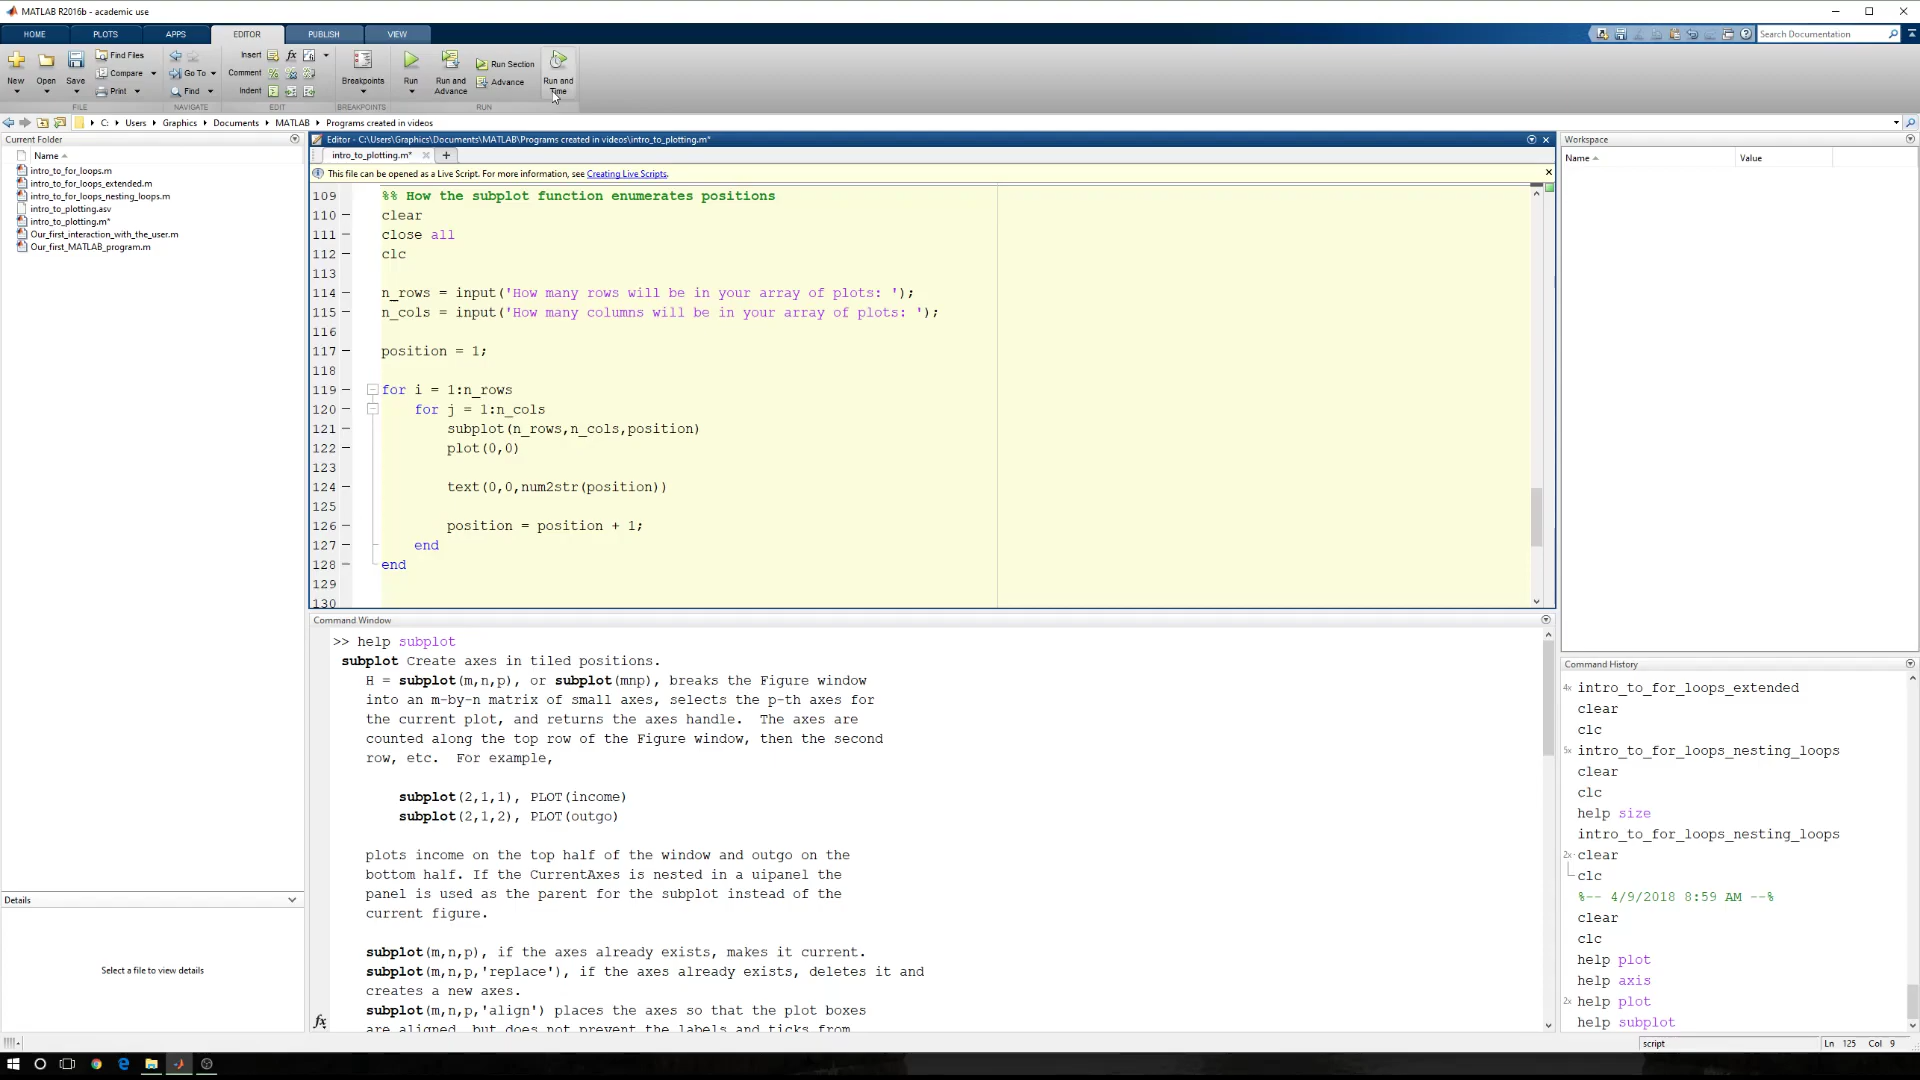 MATLAB R2016b - academic use
HOME PLOTS APPS EDITOR PUBLISH VIEW
Search Documentation
New Open Save Find Files Compare Print
Go To Find
Insert Comment Indent fx
Breakpoints Run Run and Advance Run Section Advance Run and Time
FILE NAVIGATE EDIT BREAKPOINTS RUN
C: Users Graphics Documents MATLAB Programs created in videos
Current Folder
Name
intro_to_for_loops.m
intro_to_for_loops_extended.m
intro_to_for_loops_nesting_loops.m
intro_to_plotting.asv
intro_to_plotting.m*
Our_first_interaction_with_the_user.m
Our_first_MATLAB_program.m
Details
Select a file to view details
Editor - C:\Users\Graphics\Documents\MATLAB\Programs created in videos\intro_to_plotting.m*
intro_to_plotting.m* +
This file can be opened as a Live Script. For more information, see Creating Live Scripts.
109 %% How the subplot function enumerates positions
110 – clear
111 – close all
112 – clc
113
114 – n_rows = input('How many rows will be in your array of plots: ');
115 – n_cols = input('How many columns will be in your array of plots: ');
116
117 – position = 1;
118
119 – for i = 1:n_rows
120 – for j = 1:n_cols
121 – subplot(n_rows,n_cols,position)
122 – plot(0,0)
123
124 – text(0,0,num2str(position))
125
126 – position = position + 1;
127 – end
128 – end
129
130
Command Window
>> help subplot
subplot Create axes in tiled positions.
H = subplot(m,n,p), or subplot(mnp), breaks the Figure window
into an m-by-n matrix of small axes, selects the p-th axes for
the current plot, and returns the axes handle. The axes are
counted along the top row of the Figure window, then the second
row, etc. For example,
subplot(2,1,1), PLOT(income)
subplot(2,1,2), PLOT(outgo)
plots income on the top half of the window and outgo on the
bottom half. If the CurrentAxes is nested in a uipanel the
panel is used as the parent for the subplot instead of the
current figure.
subplot(m,n,p), if the axes already exists, makes it current.
subplot(m,n,p,'replace'), if the axes already exists, deletes it and
creates a new axes.
subplot(m,n,p,'align') places the axes so that the plot boxes
are aligned, but does not prevent the labels and ticks from
fx
Workspace
Name Value
Command History
4x intro_to_for_loops_extended
clear
clc
5x intro_to_for_loops_nesting_loops
clear
clc
help size
intro_to_for_loops_nesting_loops
2x clear
clc
%-- 4/9/2018 8:59 AM --%
clear
clc
help plot
help axis
2x help plot
help subplot
script Ln 125 Col 9